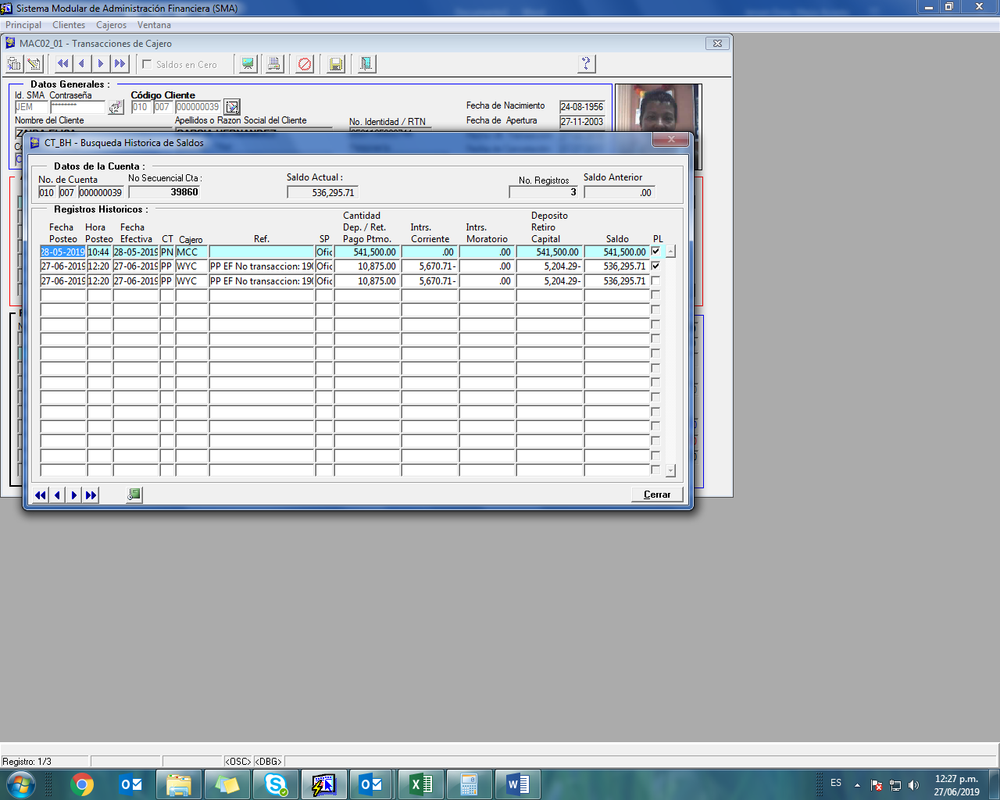 Sistema Modular de Administración Financiera (SMA)
Principal Clientes Cajeros Ventana
MAC02_01 - Transacciones de Cajero
Saldos en Cero
?
Datos Generales :
Id. SMA Contraseña Código Cliente
JEM ******** 010 007 000000039
Fecha de Nacimiento 24-08-1956
Nombre del Cliente Apellidos o Razon Social del Cliente No. Identidad / RTN Fecha de Apertura 27-11-2003
CT_BH - Busqueda Historica de Saldos
Datos de la Cuenta :
No. de Cuenta No Secuencial Cta : Saldo Actual : No. Registros Saldo Anterior
010 007 000000039 39860 536,295.71 3 .00
Registros Historicos :
Cantidad Deposito
Fecha Hora Fecha Dep. / Ret. Intrs. Intrs. Retiro
Posteo Posteo Efectiva CT Cajero Ref. SP Pago Ptmo. Corriente Moratorio Capital Saldo PL
28-05-2019 10:44 28-05-2019 PN MCC Ofic 541,500.00 .00 .00 541,500.00 541,500.00
27-06-2019 12:20 27-06-2019 PP WYC PP EF No transaccion: 190 Ofic 10,875.00 5,670.71- .00 5,204.29- 536,295.71
27-06-2019 12:20 27-06-2019 PP WYC PP EF No transaccion: 190 Ofic 10,875.00 5,670.71- .00 5,204.29- 536,295.71
Cerrar
Registro: 1/3 <OSC> <DBG>
ES 12:27 p.m.
27/06/2019